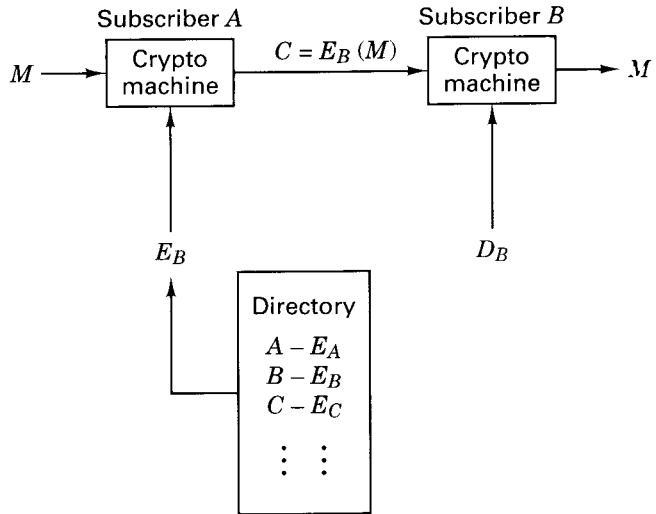 Subscriber A
Subscriber B
M
Crypto machine
C = E_B (M)
Crypto machine
M
E_B
D_B
Directory
A – E_A
B – E_B
C – E_C
⋮ ⋮